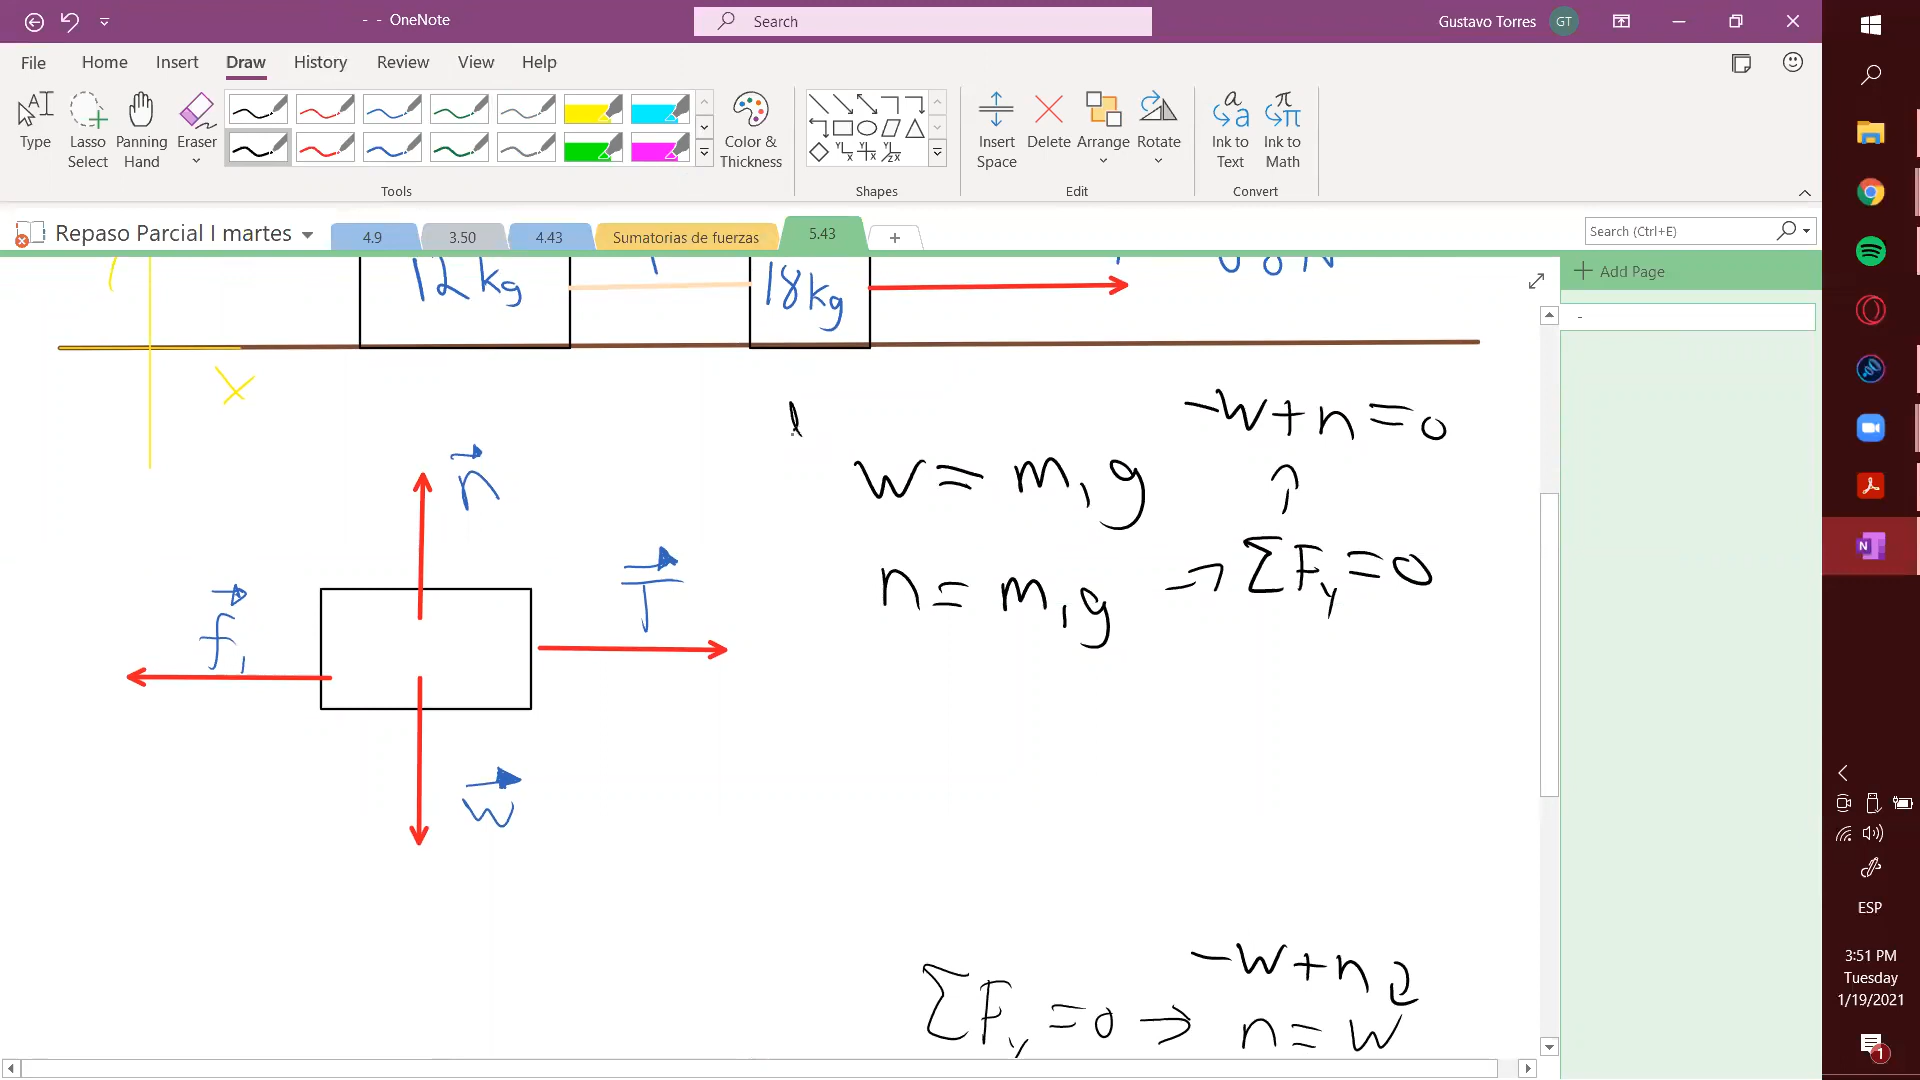 - - OneNote
Search
Gustavo Torres
GT
File Home Insert Draw History Review View Help
Type
Lasso Select
Panning Hand
Eraser
Color & Thickness
Insert Space
Delete
Arrange
Rotate
Ink to Text
Ink to Math
Tools
Shapes
Edit
Convert
Repaso Parcial I martes
4.9
3.50
4.43
Sumatorias de fuerzas
5.43
Search (Ctrl+E)
Add Page
-
12 kg
18 kg
x
-w+n=0
w = m₁g
n
T
ΣFy=0
n = m₁g
f₁
w
-w+n
ΣFy=0 → n = w
ESP
3:51 PM
Tuesday
1/19/2021
1